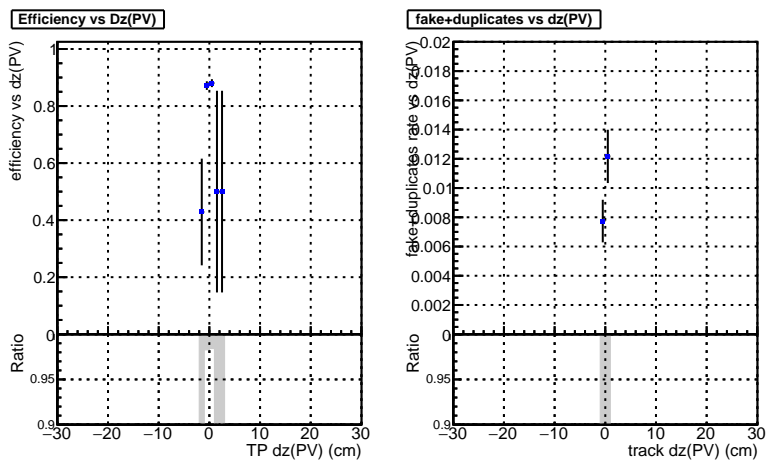 Efficiency vs Dz(PV)
efficiency vs dz(PV)
1
0.8
0.6
0.4
0.2
0
Ratio
0.95
0.9
−30 −20 −10 0 10 20 30
TP dz(PV) (cm)
fake+duplicates vs dz(PV)
fake+duplicates rate vs dz(PV)
0.02
0.018
0.016
0.014
0.012
0.01
0.008
0.006
0.004
0.002
0
Ratio
0.95
0.9
−30 −20 −10 0 10 20 30
track dz(PV) (cm)